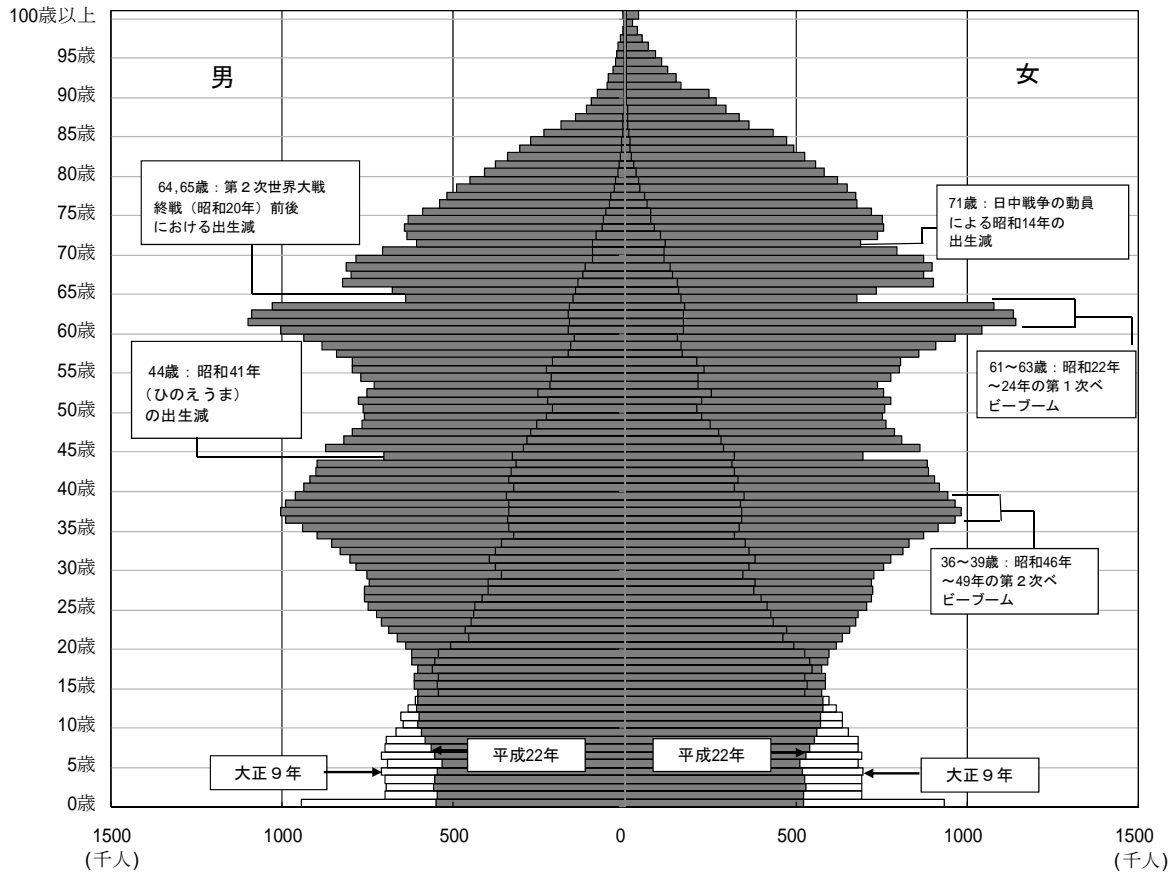 100歳以上
95歳
90歳
85歳
80歳
75歳
70歳
65歳
60歳
55歳
50歳
45歳
40歳
35歳
30歳
25歳
20歳
15歳
10歳
5歳
0歳
男
女
64,65歳：第２次世界大戦
終戦（昭和20年）前後
における出生減
71歳：日中戦争の動員
による昭和14年の
出生減
44歳：昭和41年
（ひのえうま）
の出生減
61～63歳：昭和22年
～24年の第１次ベ
ビーブーム
36～39歳：昭和46年
～49年の第２次ベ
ビーブーム
平成22年
平成22年
大正９年
大正９年
1500
1000
500
0
500
1000
1500
(千人)
(千人)